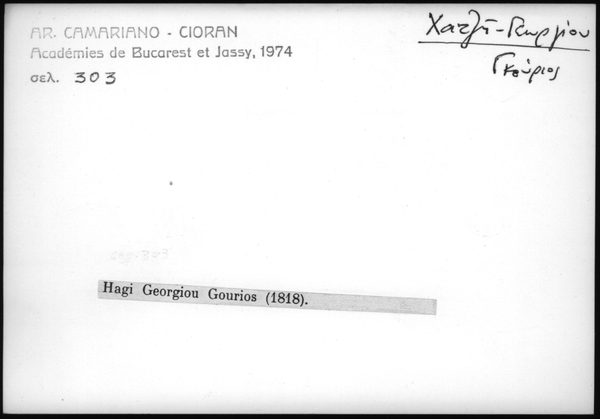 AR. CAMARIANO - CIORAN
Académies de Bucarest et Jassy, 1974
σελ. 303
Χατζή-Γεωργίου
Γκούριος
Hagi Georgiou Gourios (1818).